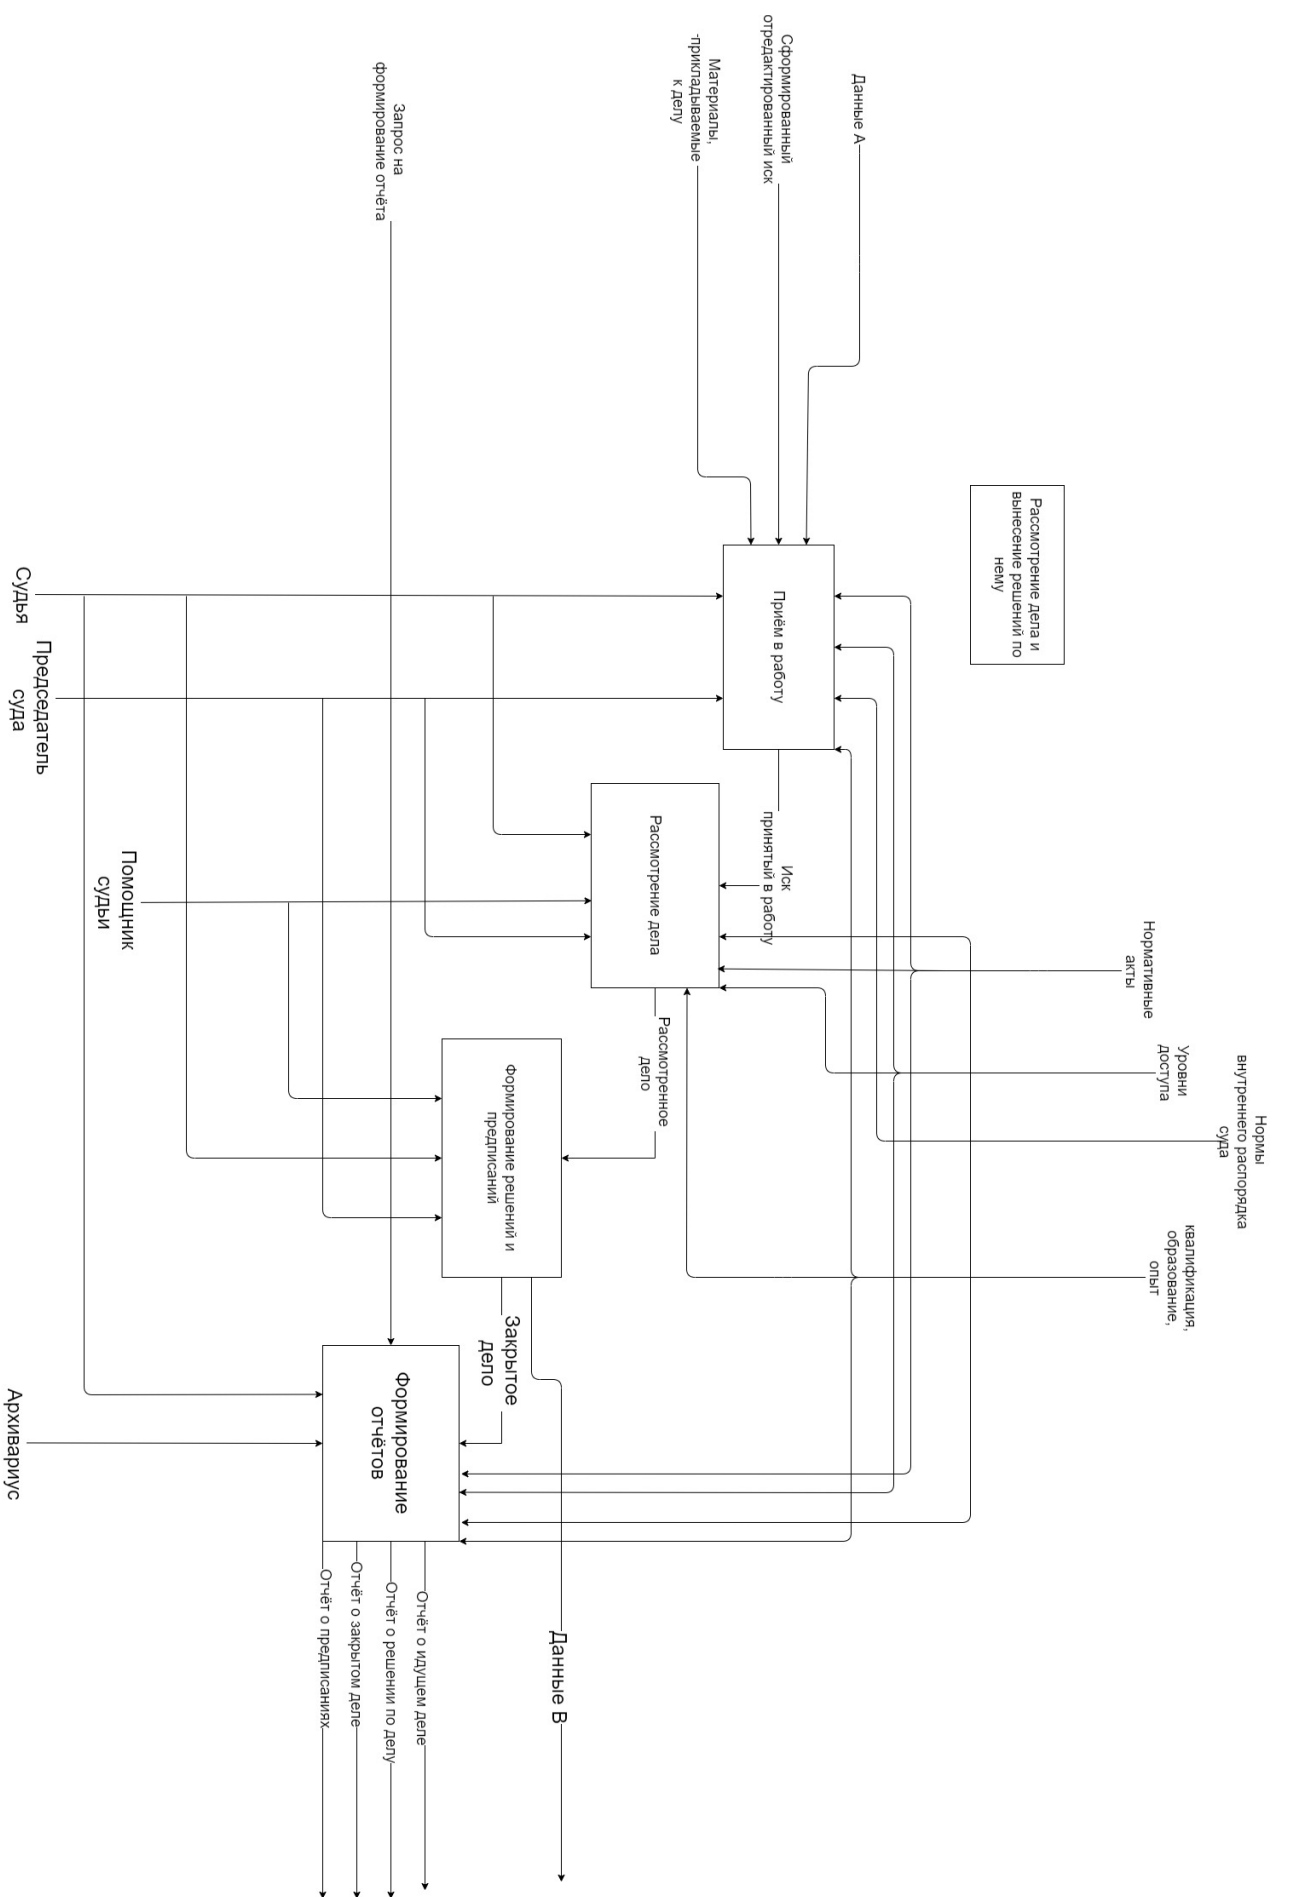 Рассмотрение дела и
вынесение решений по
нему
Нормативные
акты
Уровни
доступа
Нормы
внутреннего распорядка
суда
квалификация,
образование,
опыт
Данные А
Сформированный
отредактированный иск
Материалы,
-прикладываемые
к делу
Приём в работу
Иск
принятый в работу
Рассмотрение дела
Рассмотренное
дело
Формирование решений и
предписаний
Закрытое
дело
Данные В
Запрос на
формирование отчёта
Формирование
отчётов
Отчёт о идущем деле
Отчёт о решении по делу
Отчёт о закрытом деле
Отчёт о предписаниях
Судья
Председатель
суда
Помощник
судьи
Архивариус